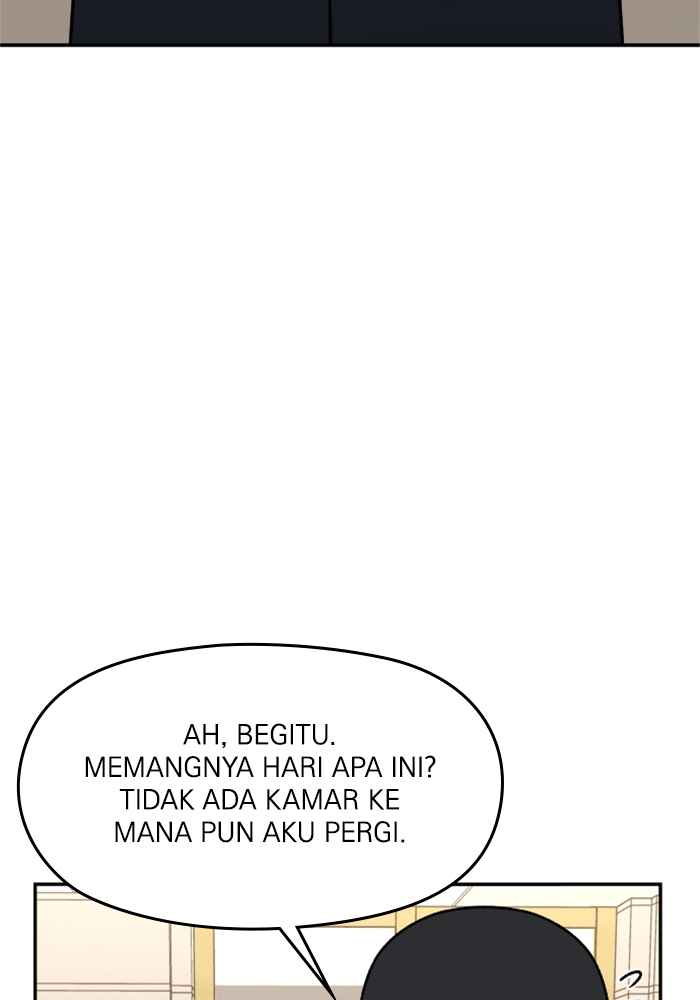 AH, BEGITU.
MEMANGNYA HARI APA INI?
TIDAK ADA KAMAR KE
MANA PUN AKU PERGI.